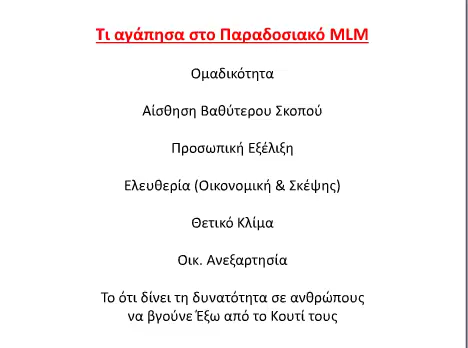 Τι αγάπησα στο Παραδοσιακό MLM
Ομαδικότητα
Αίσθηση Βαθύτερου Σκοπού
Προσωπική Εξέλιξη
Ελευθερία (Οικονομική & Σκέψης)
Θετικό Κλίμα
Οικ. Ανεξαρτησία
Το ότι δίνει τη δυνατότητα σε ανθρώπους
να βγούνε Έξω από το Κουτί τους